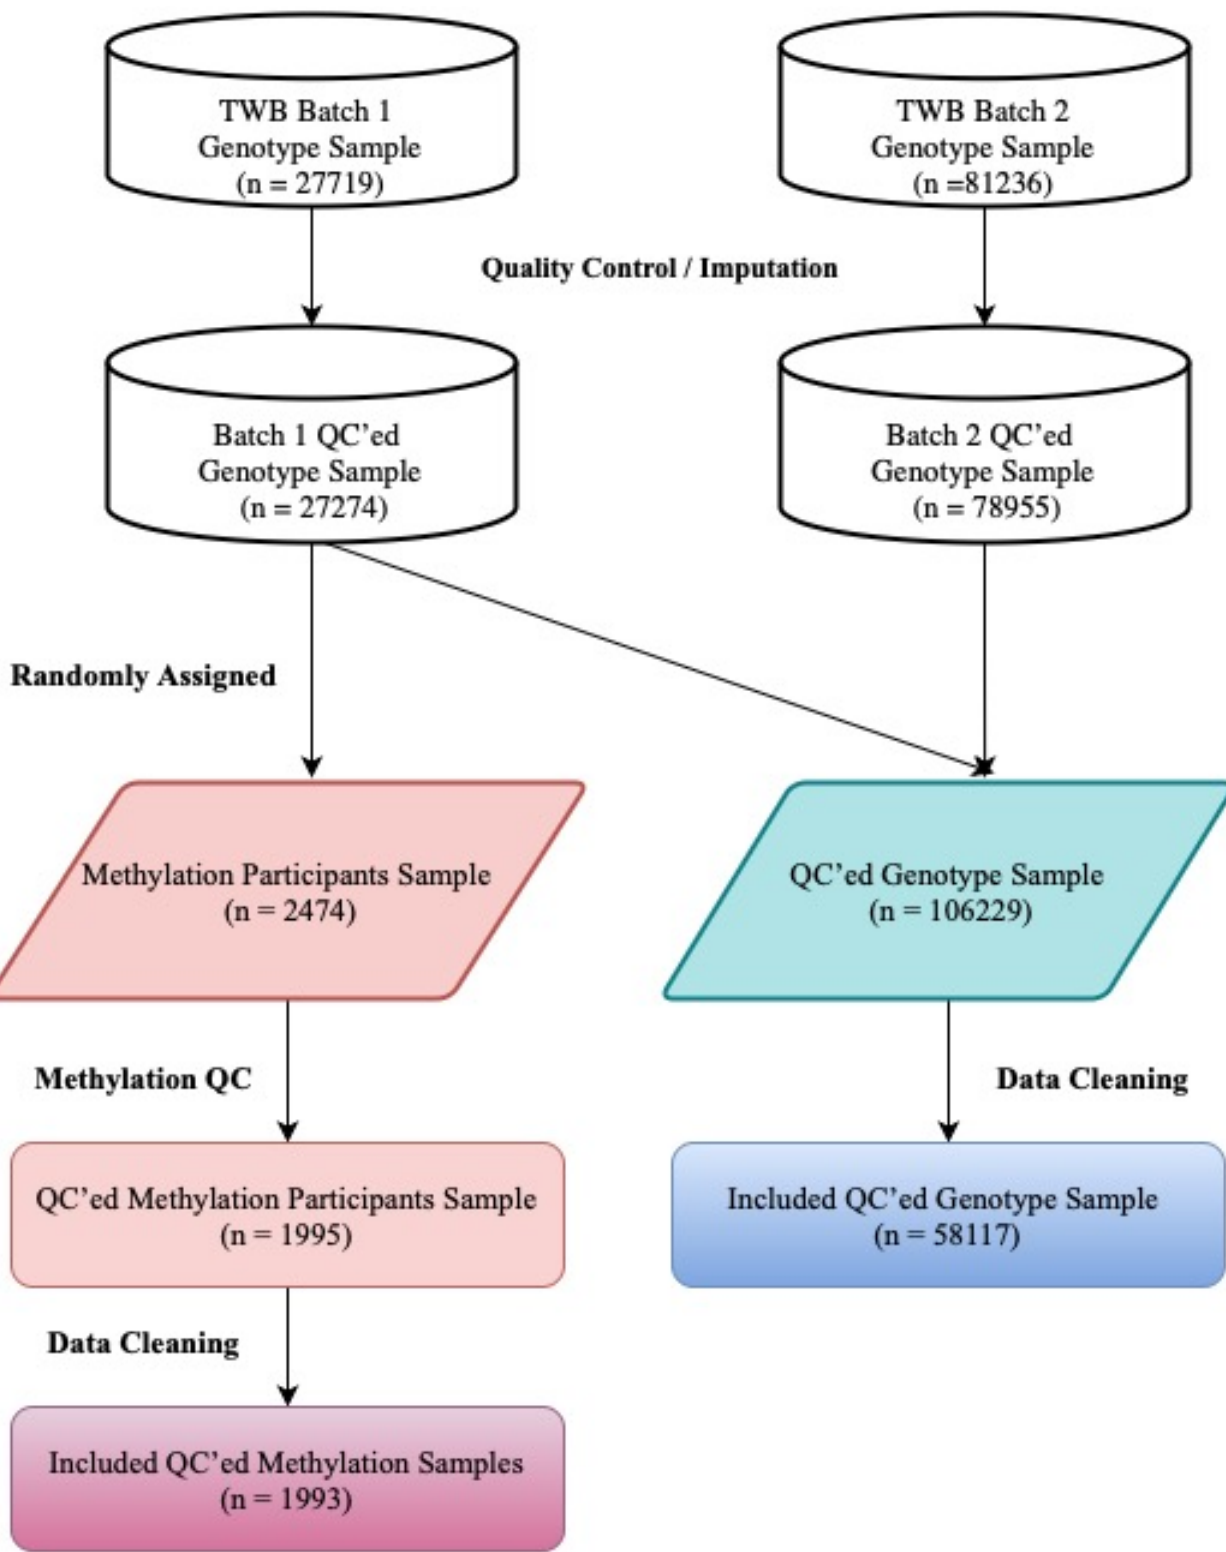 TWB Batch 1
Genotype Sample
(n = 27719)
TWB Batch 2
Genotype Sample
(n =81236)
Quality Control / Imputation
Batch 1 QC’ed
Genotype Sample
(n = 27274)
Batch 2 QC’ed
Genotype Sample
(n = 78955)
Randomly Assigned
Methylation Participants Sample
(n = 2474)
QC’ed Genotype Sample
(n = 106229)
Methylation QC
Data Cleaning
QC’ed Methylation Participants Sample
(n = 1995)
Included QC’ed Genotype Sample
(n = 58117)
Data Cleaning
Included QC’ed Methylation Samples
(n = 1993)